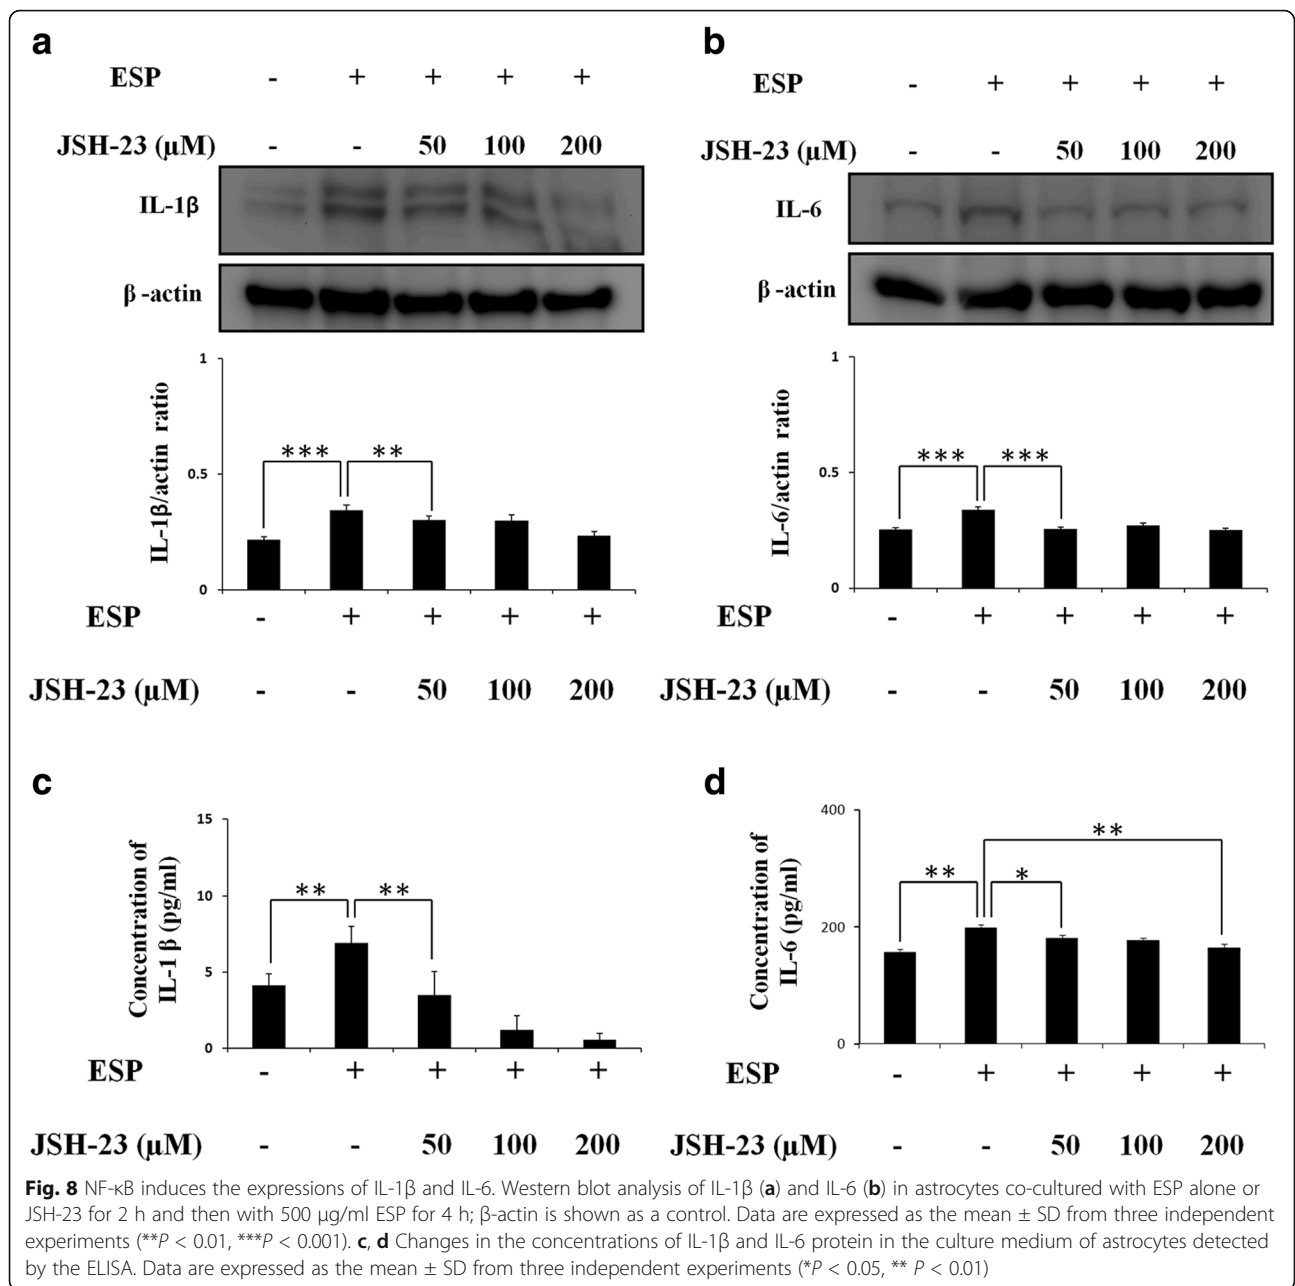 a
ESP - + + + +
JSH-23 (μM) - - 50 100 200
IL-1β
β -actin
1
0.5
0
IL-1β/actin ratio
*** **
ESP - + + + +
JSH-23 (μM) - - 50 100 200
b
ESP - + + + +
JSH-23 (μM) - - 50 100 200
IL-6
β -actin
1
0.5
0
IL-6/actin ratio
*** ***
ESP - + + + +
JSH-23 (μM) - - 50 100 200
c
15
10
5
0
Concentration of
IL-1 β (pg/ml)
** **
ESP - + + + +
JSH-23 (μM) - - 50 100 200
d
400
200
0
Concentration of
IL-6 (pg/ml)
**
** *
ESP - + + + +
JSH-23 (μM) - - 50 100 200
Fig. 8 NF-κB induces the expressions of IL-1β and IL-6. Western blot analysis of IL-1β (a) and IL-6 (b) in astrocytes co-cultured with ESP alone or
JSH-23 for 2 h and then with 500 μg/ml ESP for 4 h; β-actin is shown as a control. Data are expressed as the mean ± SD from three independent
experiments (**P < 0.01, ***P < 0.001). c, d Changes in the concentrations of IL-1β and IL-6 protein in the culture medium of astrocytes detected
by the ELISA. Data are expressed as the mean ± SD from three independent experiments (*P < 0.05, ** P < 0.01)